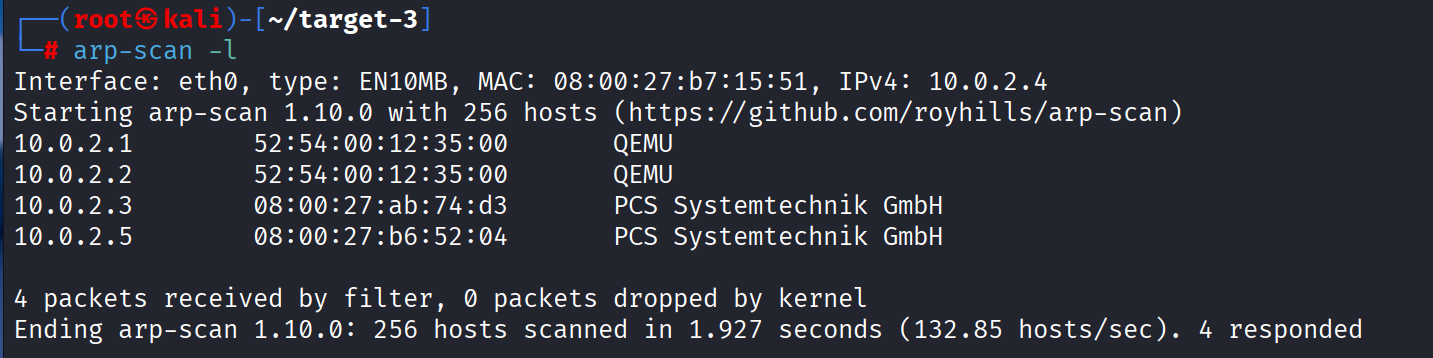 ┌──(root㉿kali)-[~/target-3]
└─# arp-scan -l
Interface: eth0, type: EN10MB, MAC: 08:00:27:b7:15:51, IPv4: 10.0.2.4
Starting arp-scan 1.10.0 with 256 hosts (https://github.com/royhills/arp-scan)
10.0.2.1        52:54:00:12:35:00       QEMU
10.0.2.2        52:54:00:12:35:00       QEMU
10.0.2.3        08:00:27:ab:74:d3       PCS Systemtechnik GmbH
10.0.2.5        08:00:27:b6:52:04       PCS Systemtechnik GmbH
4 packets received by filter, 0 packets dropped by kernel
Ending arp-scan 1.10.0: 256 hosts scanned in 1.927 seconds (132.85 hosts/sec). 4 responded